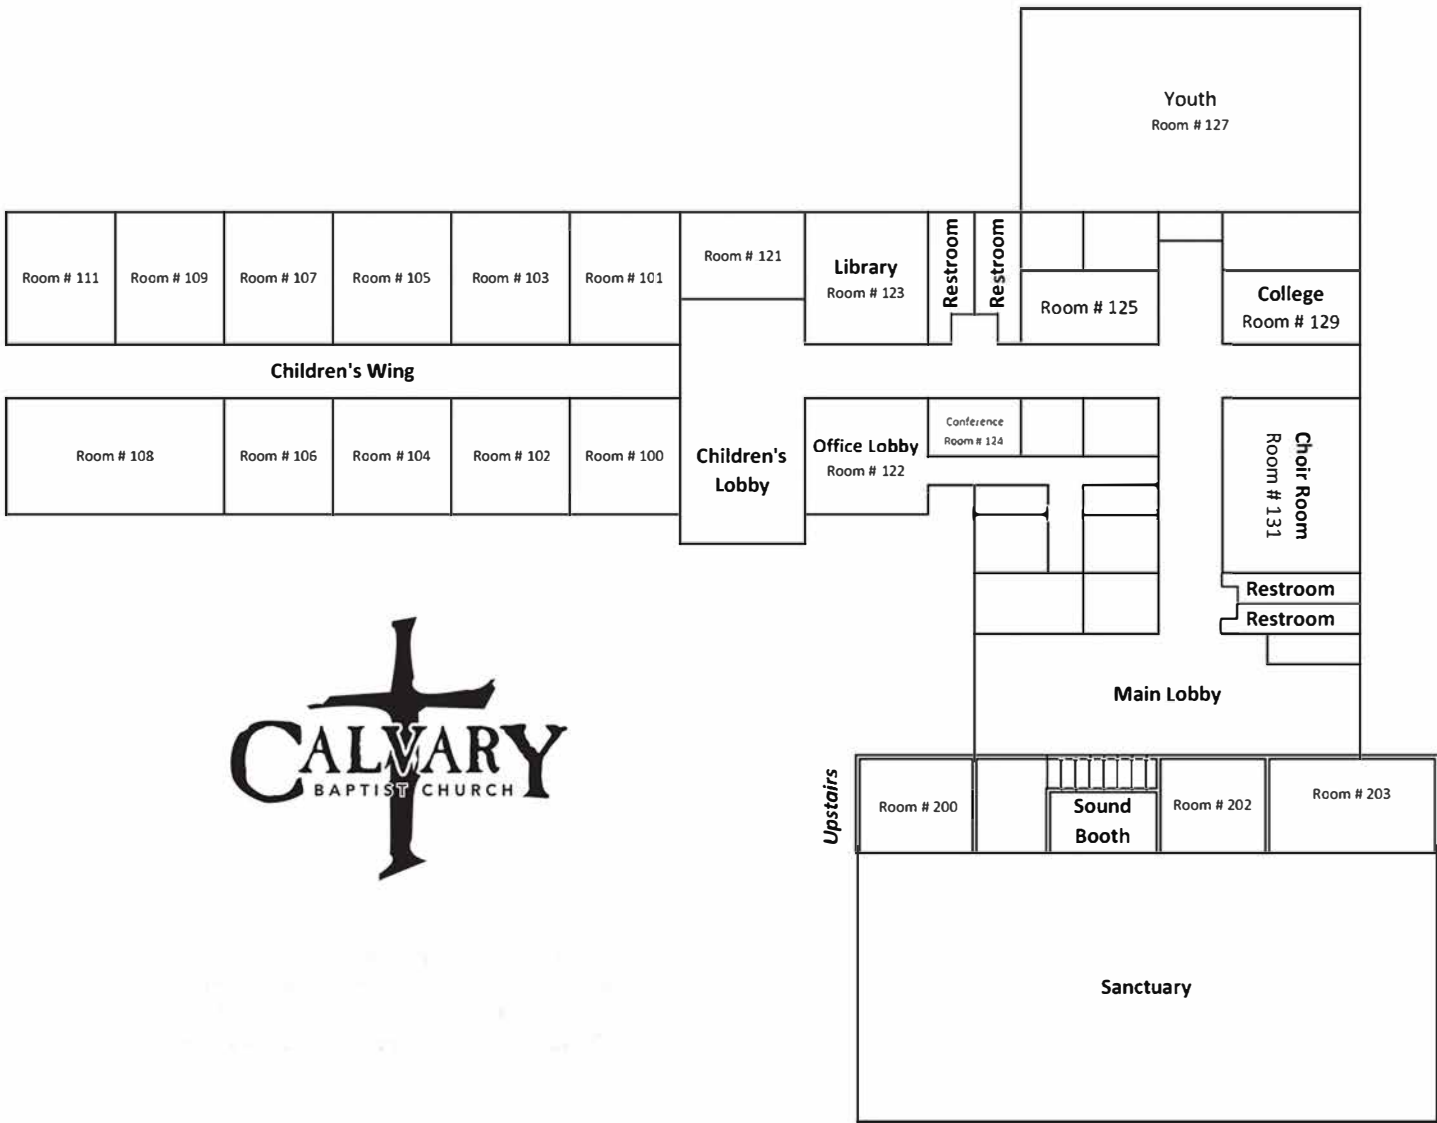 Youth
Room # 127
Room # 111
Room # 109
Room # 107
Room # 105
Room # 103
Room # 101
Room # 121
Library
Room # 123
Restroom
Restroom
Room # 125
College
Room # 129
Children's Wing
Room # 108
Room # 106
Room # 104
Room # 102
Room # 100
Children's
Lobby
Office Lobby
Room # 122
Conference
Room # 124
Choir Room
Room # 131
Restroom
Restroom
Main Lobby
CALVARY
BAPTIST CHURCH
Upstairs
Room # 200
Sound
Booth
Room # 202
Room # 203
Sanctuary